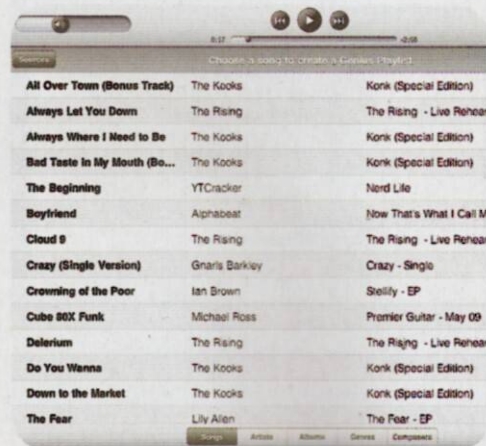 0:17 -2:58
Sources Choose a song to create a Genius Playlist
All Over Town (Bonus Track) The Kooks Konk (Special Edition)
Always Let You Down The Rising The Rising - Live Rehear
Always Where I Need to Be The Kooks Konk (Special Edition)
Bad Taste In My Mouth (Bo... The Kooks Konk (Special Edition)
The Beginning YTCracker Nerd Life
Boyfriend Alphabeat Now That's What I Call M
Cloud 9 The Rising The Rising - Live Rehear
Crazy (Single Version) Gnarls Barkley Crazy - Single
Crowning of the Poor Ian Brown Stellify - EP
Cube 80X Funk Michael Ross Premier Guitar - May 09
Delerium The Rising The Rising - Live Rehear
Do You Wanna The Kooks Konk (Special Edition)
Down to the Market The Kooks Konk (Special Edition)
The Fear Lily Allen The Fear - EP
Songs Artists Albums Genres Composers